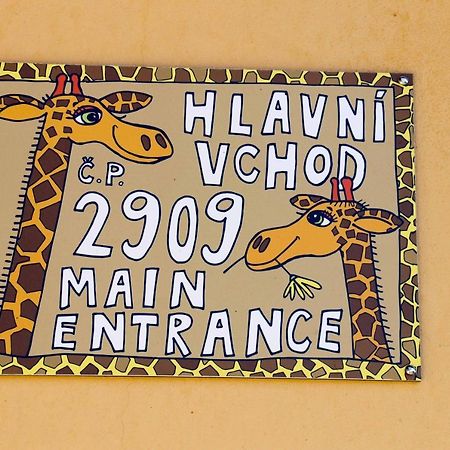 HLAVNÍ
VCHOD
Č.P.
2909
MAIN
ENTRANCE